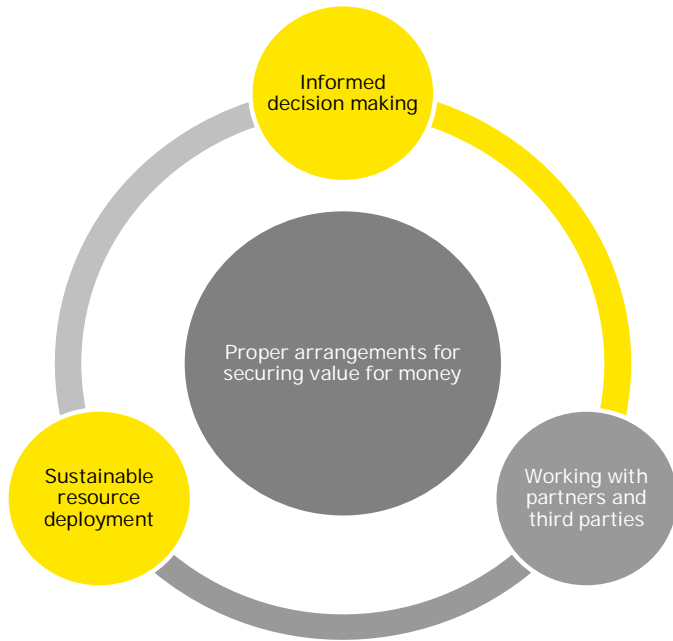 Informed
decision making
Proper arrangements for
securing value for money
Sustainable
resource
deployment
Working with
partners and
third parties